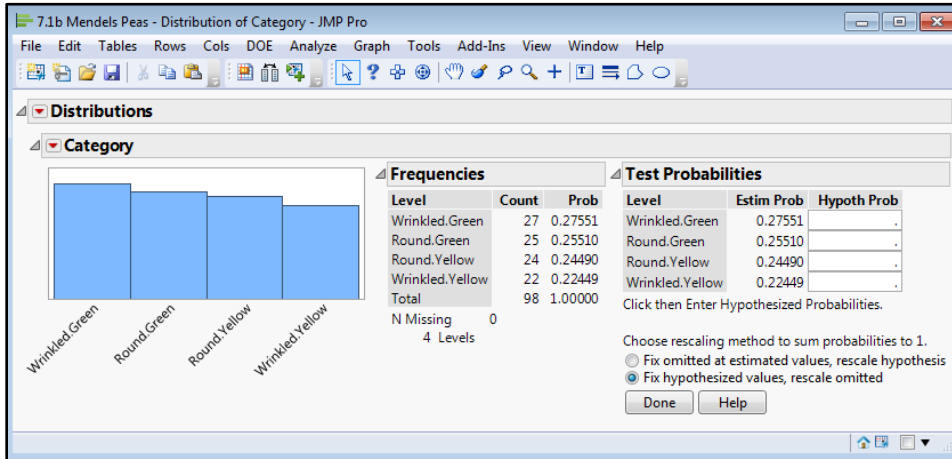 7.1b Mendels Peas - Distribution of Category - JMP Pro
File Edit Tables Rows Cols DOE Analyze Graph Tools Add-Ins View Window Help
Distributions
Category
Wrinkled.Green
Round.Green
Round.Yellow
Wrinkled.Yellow
Frequencies
Level Count Prob
Wrinkled.Green 27 0.27551
Round.Green 25 0.25510
Round.Yellow 24 0.24490
Wrinkled.Yellow 22 0.22449
Total 98 1.00000
N Missing 0
4 Levels
Test Probabilities
Level Estim Prob Hypoth Prob
Wrinkled.Green 0.27551 .
Round.Green 0.25510 .
Round.Yellow 0.24490 .
Wrinkled.Yellow 0.22449 .
Click then Enter Hypothesized Probabilities.
Choose rescaling method to sum probabilities to 1.
Fix omitted at estimated values, rescale hypothesis
Fix hypothesized values, rescale omitted
Done Help